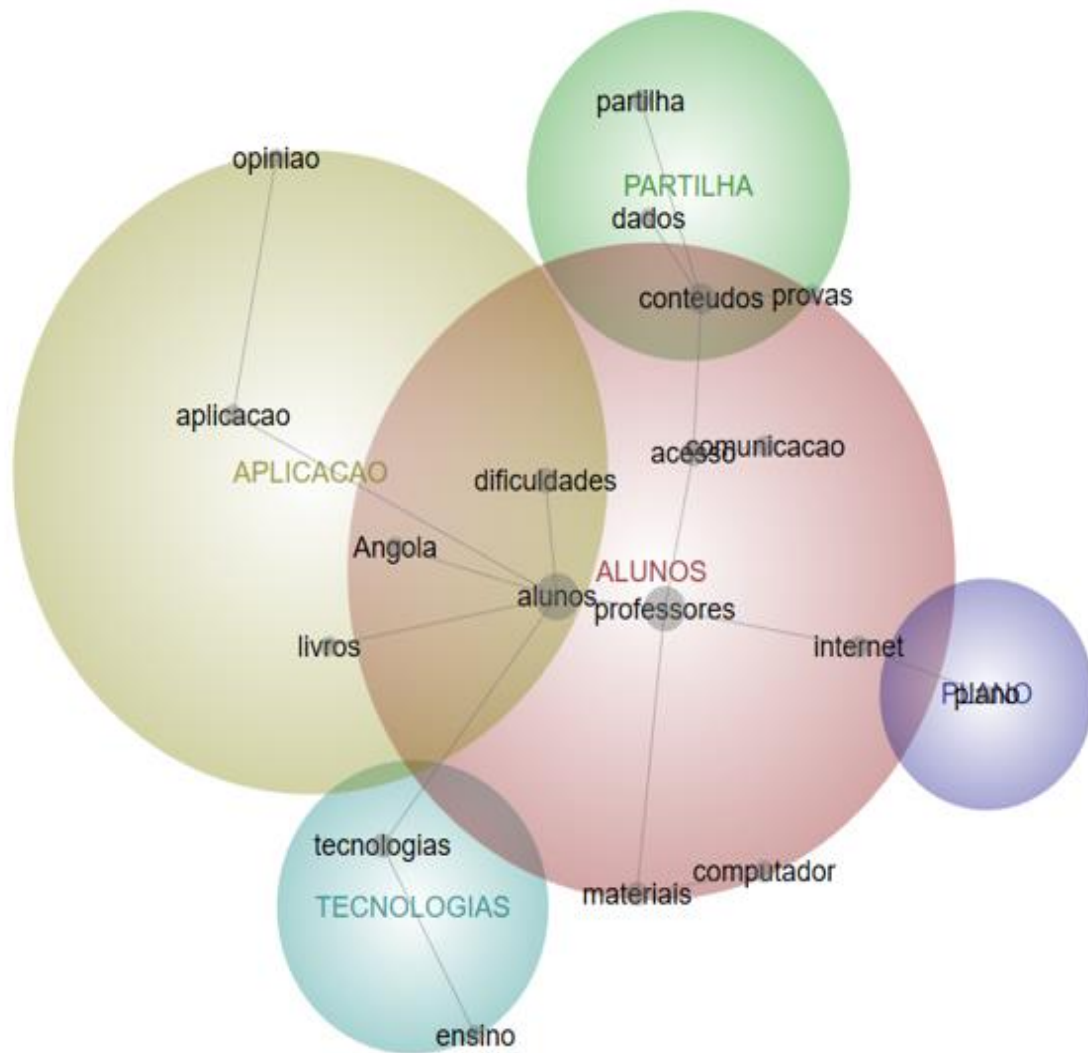 partilha
opiniao
PARTILHA
dados
conteudos
provas
aplicacao
acesso
comunicacao
APLICACAO
dificuldades
Angola
ALUNOS
alunos
professores
livros
internet
PLANO
plano
tecnologias
computador
materiais
TECNOLOGIAS
ensino